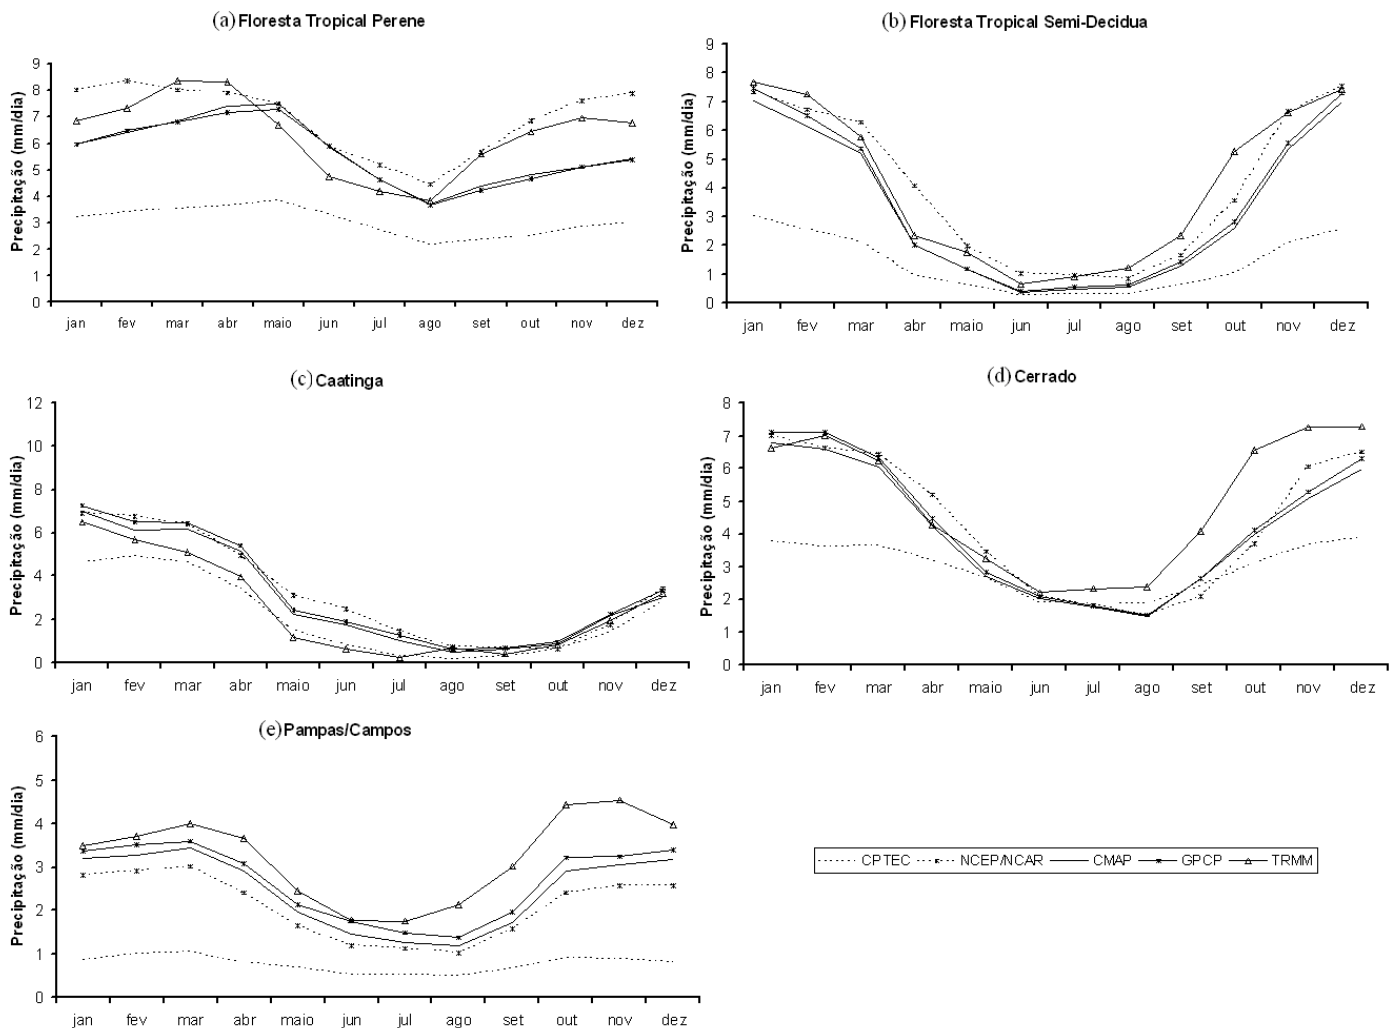 (a) Floresta Tropical Perene
Precipitação (mm/dia)
9
8
7
6
5
4
3
2
1
0
jan fev mar abr maio jun jul ago set out nov dez
(b) Floresta Tropical Semi-Decidua
Precipitação (mm/dia)
9
8
7
6
5
4
3
2
1
0
jan fev mar abr maio jun jul ago set out nov dez
(c) Caatinga
Precipitação (mm/dia)
12
10
8
6
4
2
0
jan fev mar abr maio jun jul ago set out nov dez
(d) Cerrado
Precipitação (mm/dia)
8
7
6
5
4
3
2
1
0
jan fev mar abr maio jun jul ago set out nov dez
(e) Pampas/Campos
Precipitação (mm/dia)
6
5
4
3
2
1
0
jan fev mar abr maio jun jul ago set out nov dez
CPTEC NCEP/NCAR CMAP GPCP TRMM